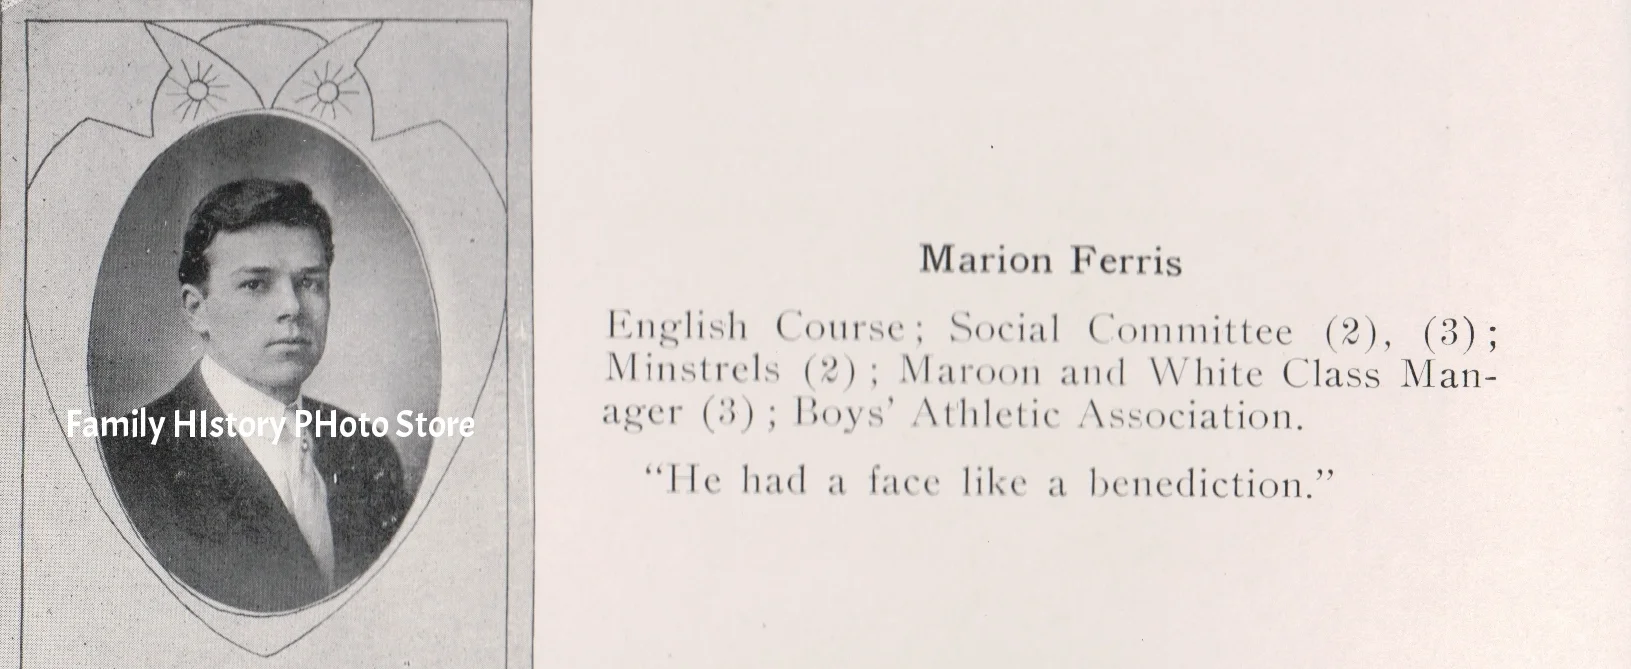 Marion Ferris
English Course; Social Committee (2), (3);
Minstrels (2); Maroon and White Class Man-
ager (3); Boys' Athletic Association.
"He had a face like a benediction."
Family HIstory PHoto Store